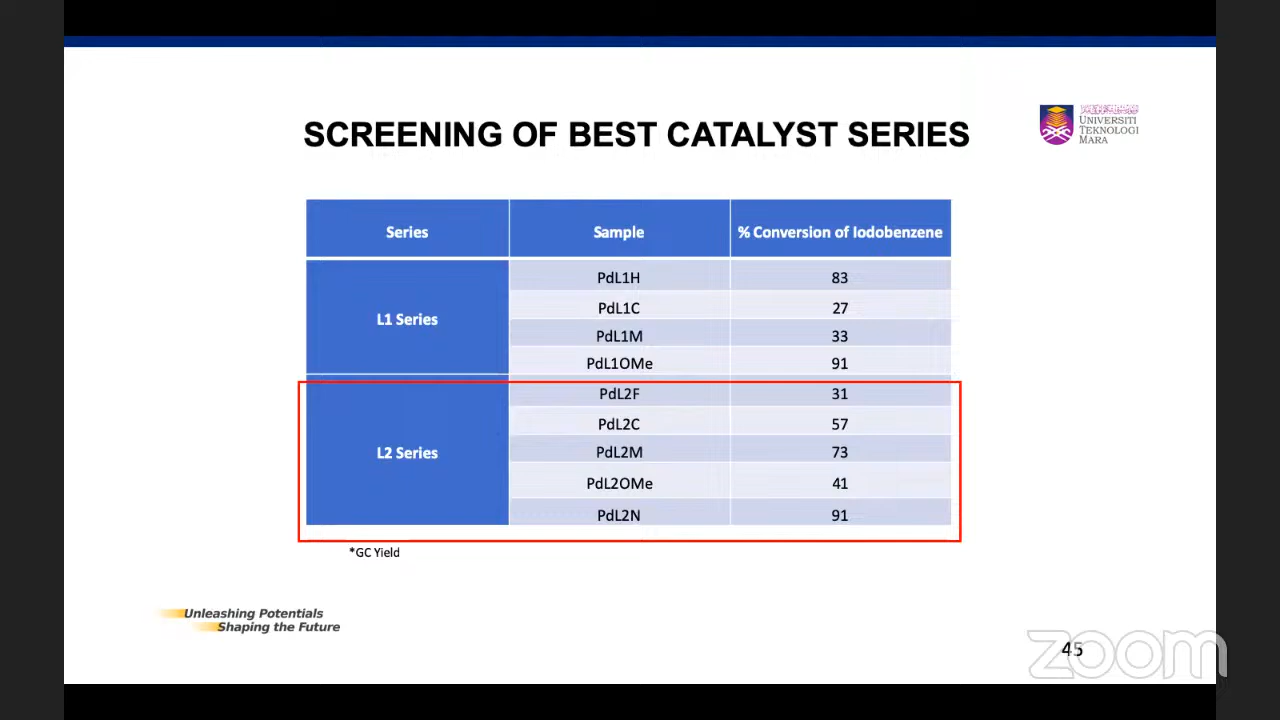 SCREENING OF BEST CATALYST SERIES
UNIVERSITI
TEKNOLOGI
MARA
Series Sample % Conversion of Iodobenzene
L1 Series
PdL1H 83
PdL1C 27
PdL1M 33
PdL1OMe 91
L2 Series
PdL2F 31
PdL2C 57
PdL2M 73
PdL2OMe 41
PdL2N 91
*GC Yield
Unleashing Potentials
Shaping the Future
45
zoom